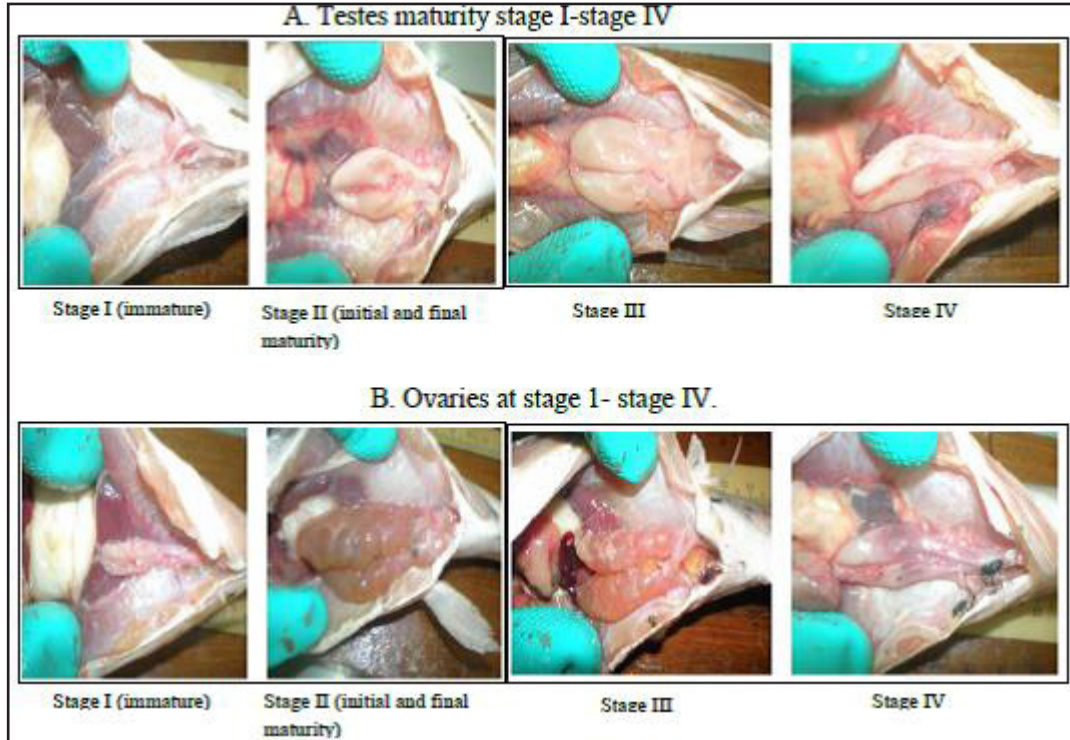 A. Testes maturity stage I-stage IV
Stage I (immature)
Stage II (initial and final
maturity)
Stage III
Stage IV
B. Ovaries at stage 1- stage IV.
Stage I (immature)
Stage II (initial and final
maturity)
Stage III
Stage IV